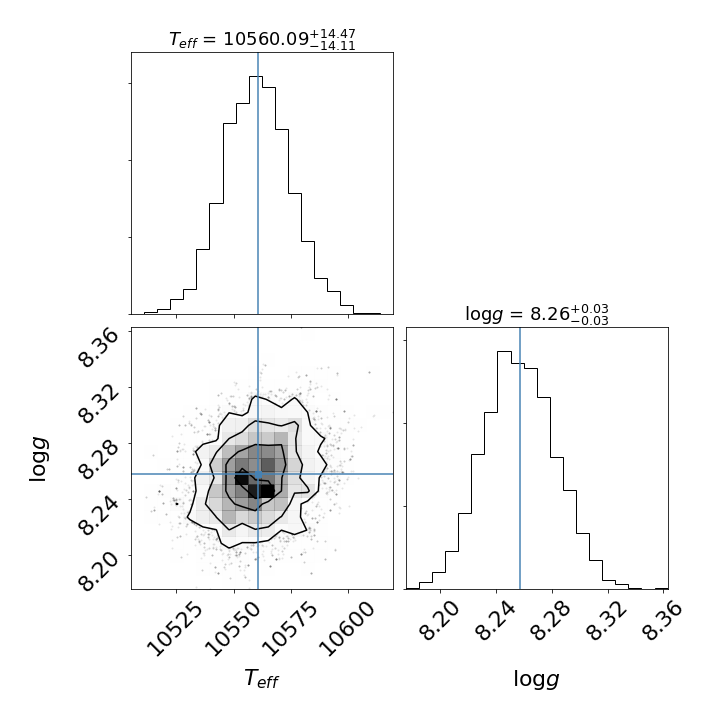 T_eff = 10560.09+14.47 −14.11
logg = 8.26+0.03 −0.03
8.36
8.32
8.28
8.24
8.20
logg
10525 10550 10575 10600
8.20 8.24 8.28 8.32 8.36
T_eff logg